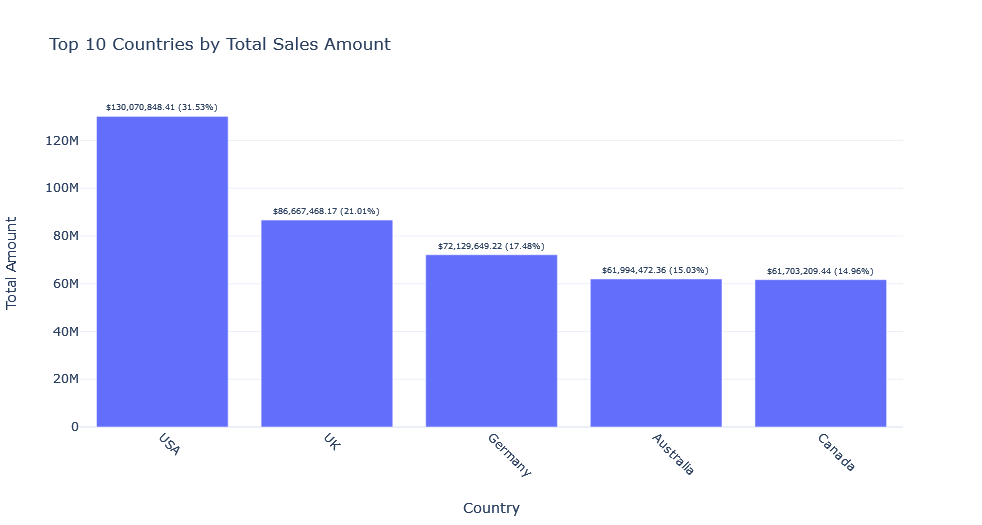 Top 10 Countries by Total Sales Amount
$130,070,848.41 (31.53%)
$86,667,468.17 (21.01%)
$72,129,649.22 (17.48%)
$61,994,472.36 (15.03%)
$61,703,209.44 (14.96%)
120M
100M
80M
60M
40M
20M
0
Total Amount
USA
UK
Germany
Australia
Canada
Country